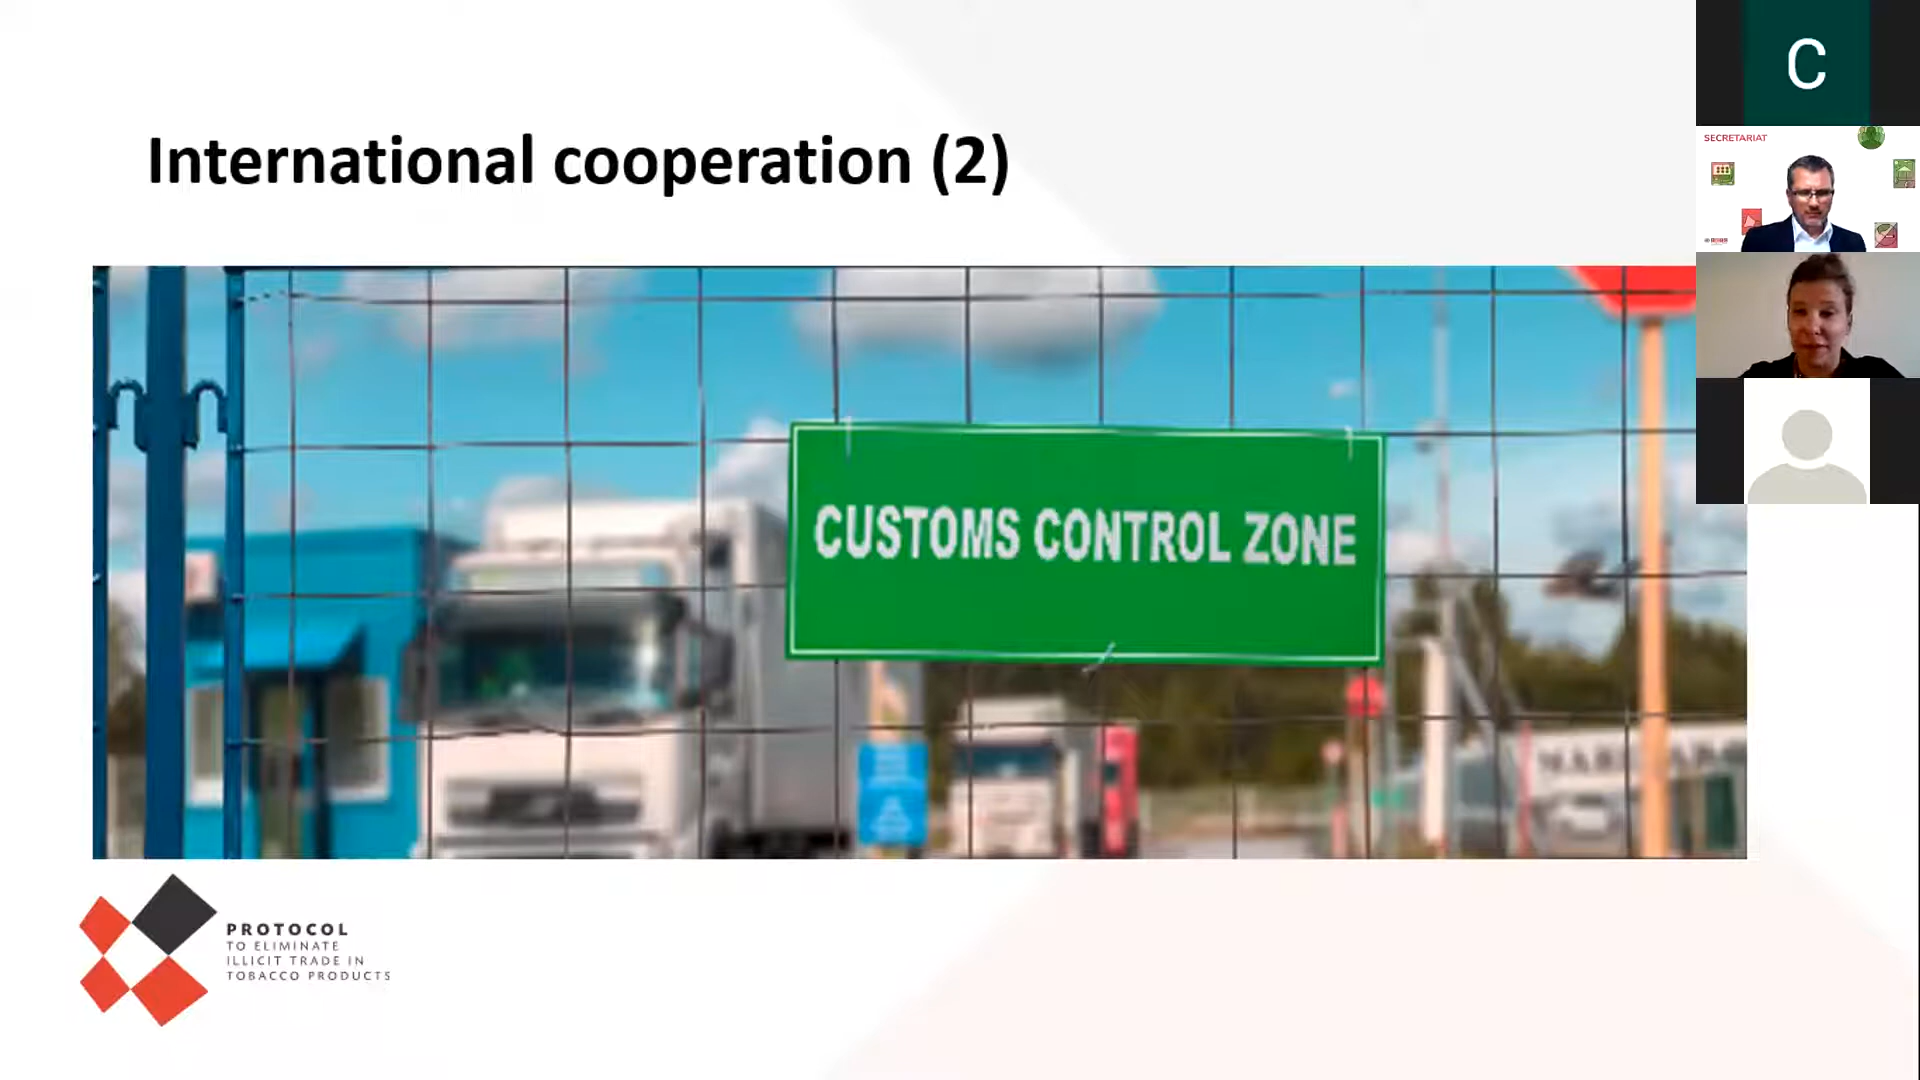 International cooperation (2)
C
SECRETARIAT
CUSTOMS CONTROL ZONE
PROTOCOL
TO ELIMINATE
ILLICIT TRADE IN
TOBACCO PRODUCTS